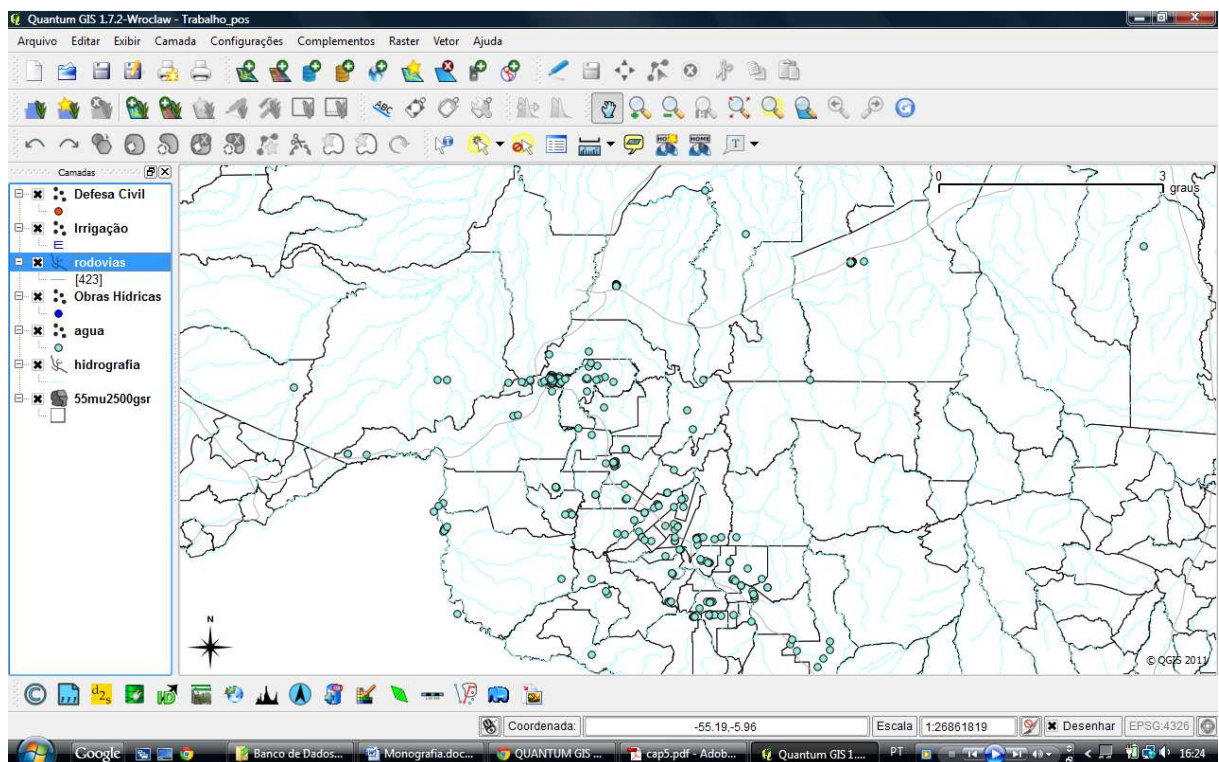 Quantum GIS 1.7.2-Wroclaw - Trabalho_pos
Arquivo Editar Exibir Camada Configurações Complementos Raster Vetor Ajuda
ABC
HOME
T
Camadas
Defesa Civil
Irrigação
E
rodovias
[423]
Obras Hídricas
agua
hidrografia
55mu2500gsr
0 3
graus
N
© QGIS 2011
d2s
Coordenada: -55.19,-5.96 Escala 1:26861819 Desenhar EPSG:4326
Google Banco de Dados... Monografia.doc... QUANTUM GIS ... cap5.pdf - Adob... Quantum GIS 1.... PT 16:24